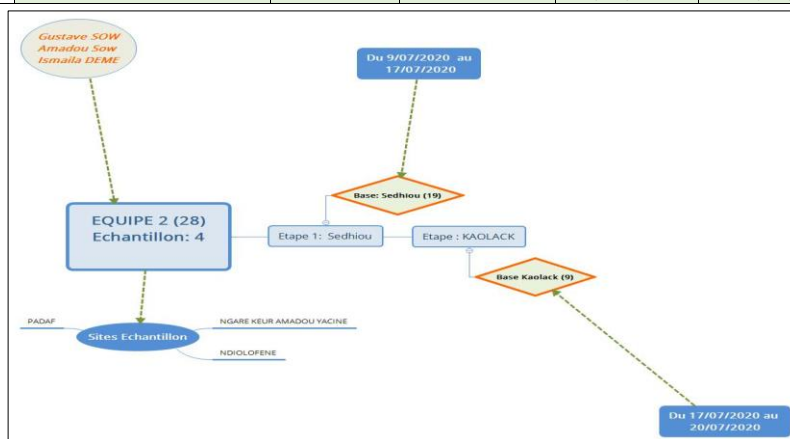 Gustave SOW
Amadou Sow
Ismaila DEME
Du 9/07/2020 au
17/07/2020
Base: Sedhiou (19)
EQUIPE 2 (28)
Echantillon: 4
Etape 1: Sedhiou
Etape : KAOLACK
Base Kaolack (9)
PADAF
Sites Echantillon
NGARE KEUR AMADOU YACINE
NDIOLOFENE
Du 17/07/2020 au
20/07/2020